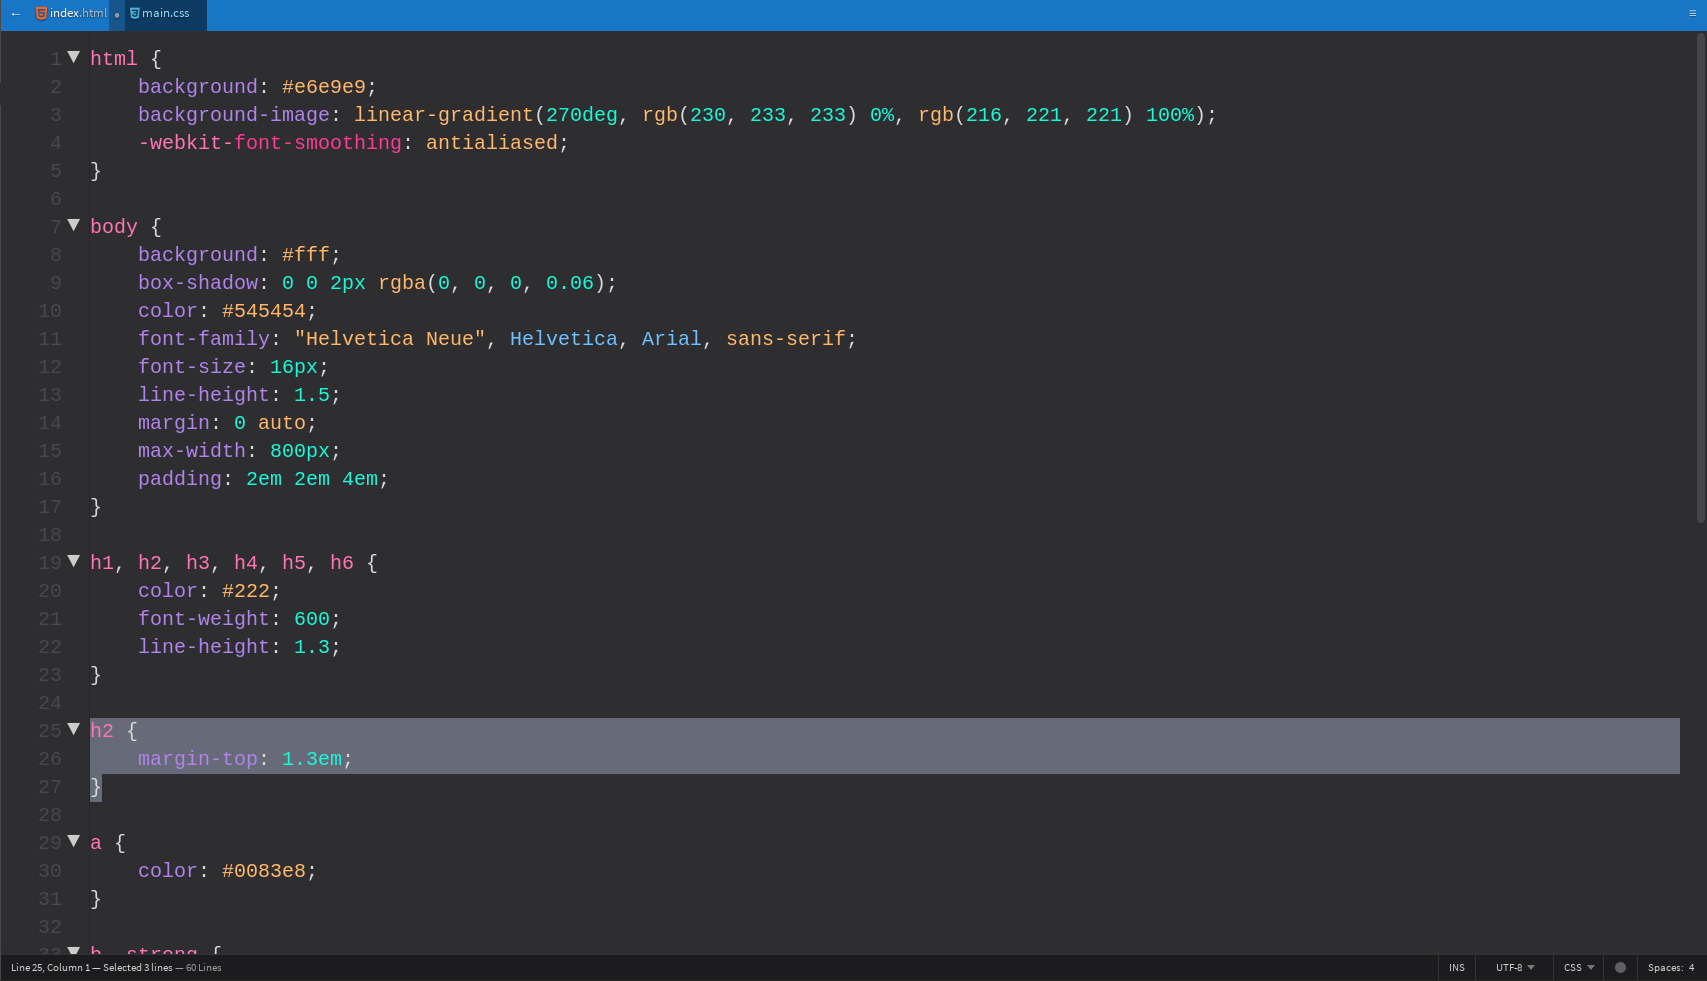 ← index.html • main.css ≡
1 ▼ html {
2     background: #e6e9e9;
3     background-image: linear-gradient(270deg, rgb(230, 233, 233) 0%, rgb(216, 221, 221) 100%);
4     -webkit-font-smoothing: antialiased;
5 }
6
7 ▼ body {
8     background: #fff;
9     box-shadow: 0 0 2px rgba(0, 0, 0, 0.06);
10     color: #545454;
11     font-family: "Helvetica Neue", Helvetica, Arial, sans-serif;
12     font-size: 16px;
13     line-height: 1.5;
14     margin: 0 auto;
15     max-width: 800px;
16     padding: 2em 2em 4em;
17 }
18
19 ▼ h1, h2, h3, h4, h5, h6 {
20     color: #222;
21     font-weight: 600;
22     line-height: 1.3;
23 }
24
25 ▼ h2 {
26     margin-top: 1.3em;
27 }
28
29 ▼ a {
30     color: #0083e8;
31 }
32
33 ▼ b, strong {
Line 25, Column 1 — Selected 3 lines — 60 Lines INS UTF-8 CSS Spaces: 4